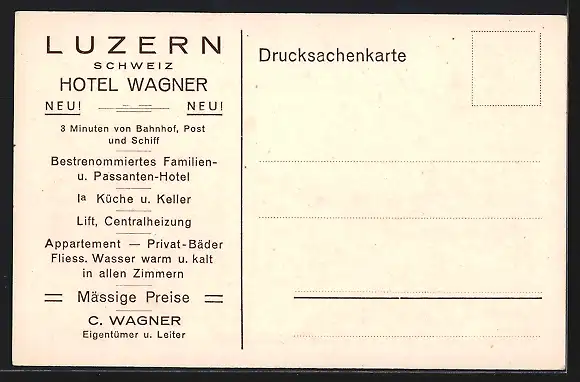 LUZERN
SCHWEIZ
HOTEL WAGNER
NEU! NEU!
3 Minuten von Bahnhof, Post
und Schiff
Bestrenommiertes Familien-
u. Passanten-Hotel
Ia Küche u. Keller
Lift, Centralheizung
Appartement — Privat-Bäder
Fliess. Wasser warm u. kalt
in allen Zimmern
Mässige Preise
C. WAGNER
Eigentümer u. Leiter
Drucksachenkarte